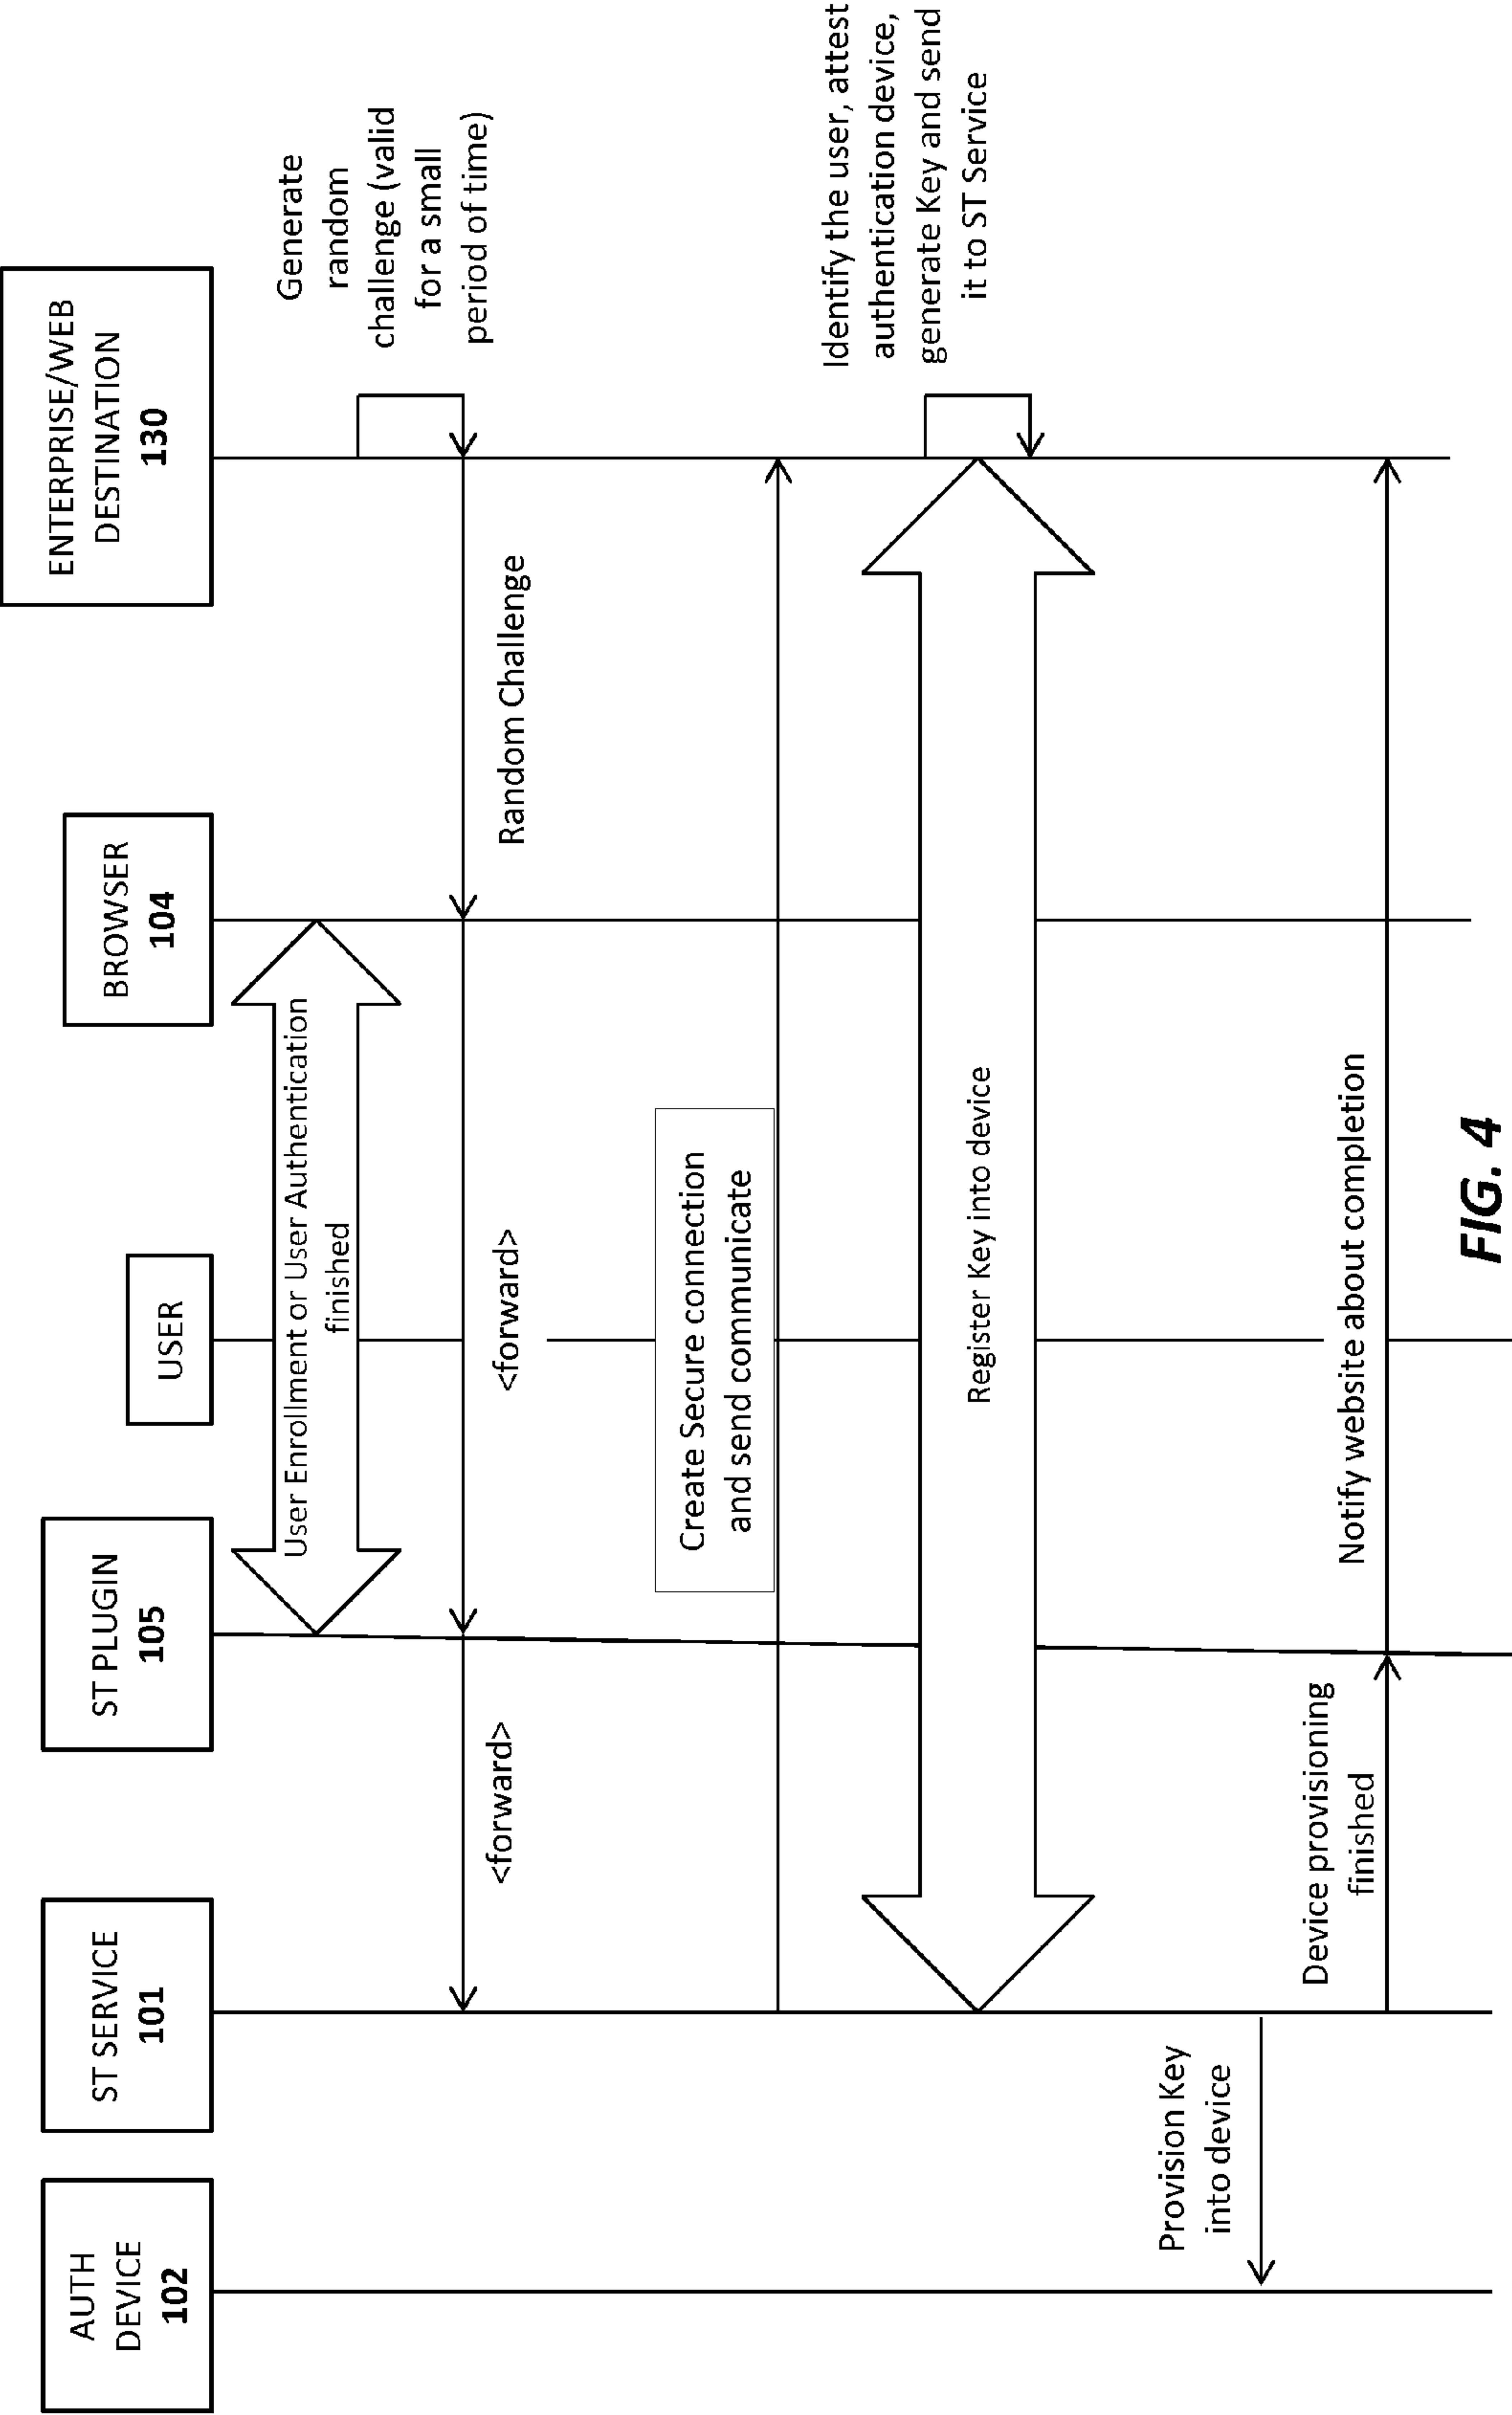 AUTH
DEVICE
102
ST SERVICE
101
ST PLUGIN
105
USER
BROWSER
104
ENTERPRISE/WEB
DESTINATION
130
User Enrollment or User Authentication
finished
Generate
random
challenge (valid
for a small
period of time)
Random Challenge
<forward>
<forward>
Create Secure connection
and send communicate
Identify the user, attest
authentication device,
generate Key and send
it to ST Service
Register Key into device
Provision Key
into device
Device provisioning
finished
Notify website about completion
FIG. 4